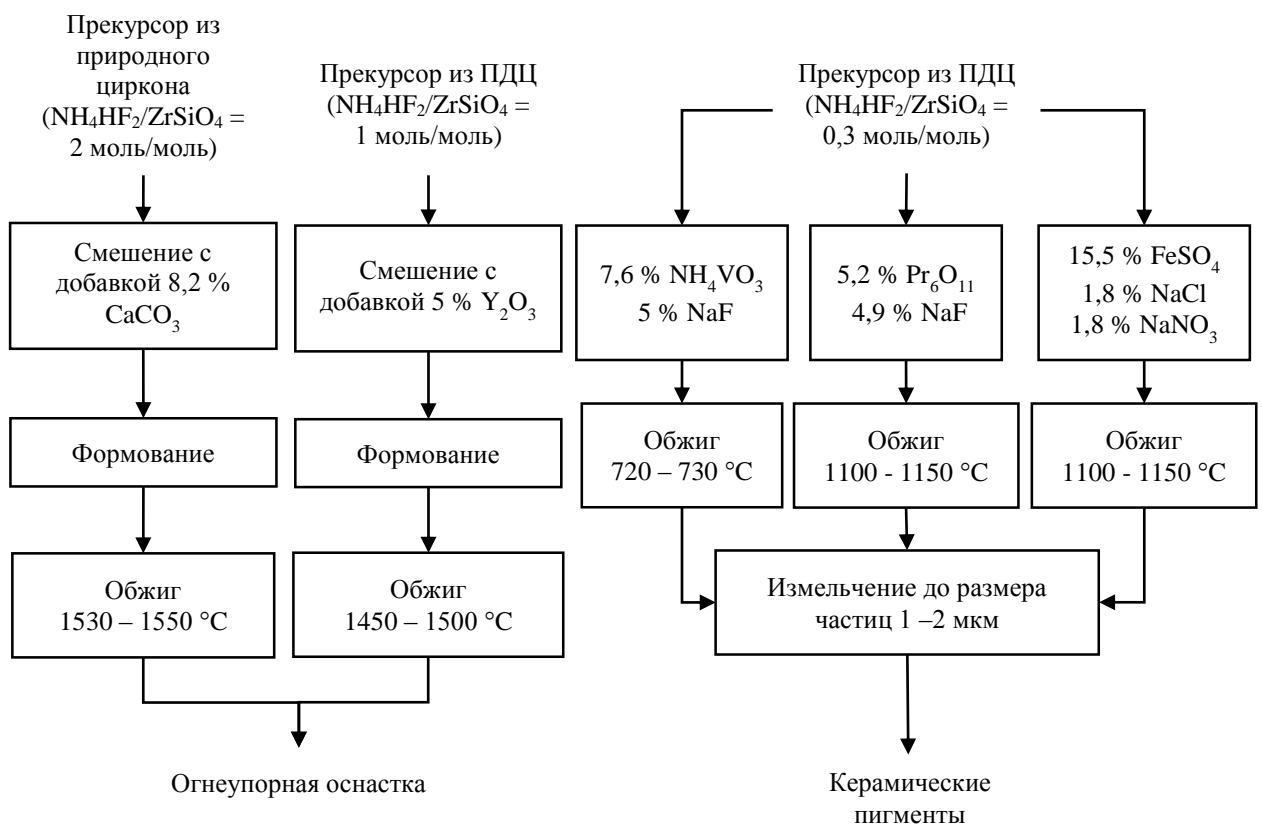 Прекурсор из
природного
циркона
(NH₄HF₂/ZrSiO₄ =
2 моль/моль)
Смешение с
добавкой 8,2 %
CaCO₃
Формование
Обжиг
1530 – 1550 °C
Прекурсор из ПДЦ
(NH₄HF₂/ZrSiO₄ =
1 моль/моль)
Смешение с
добавкой 5 % Y₂O₃
Формование
Обжиг
1450 – 1500 °C
Огнеупорная оснастка
Прекурсор из ПДЦ
(NH₄HF₂/ZrSiO₄ =
0,3 моль/моль)
7,6 % NH₄VO₃
5 % NaF
Обжиг
720 – 730 °C
5,2 % Pr₆O₁₁
4,9 % NaF
Обжиг
1100 - 1150 °C
15,5 % FeSO₄
1,8 % NaCl
1,8 % NaNO₃
Обжиг
1100 - 1150 °C
Измельчение до размера
частиц 1 –2 мкм
Керамические
пигменты